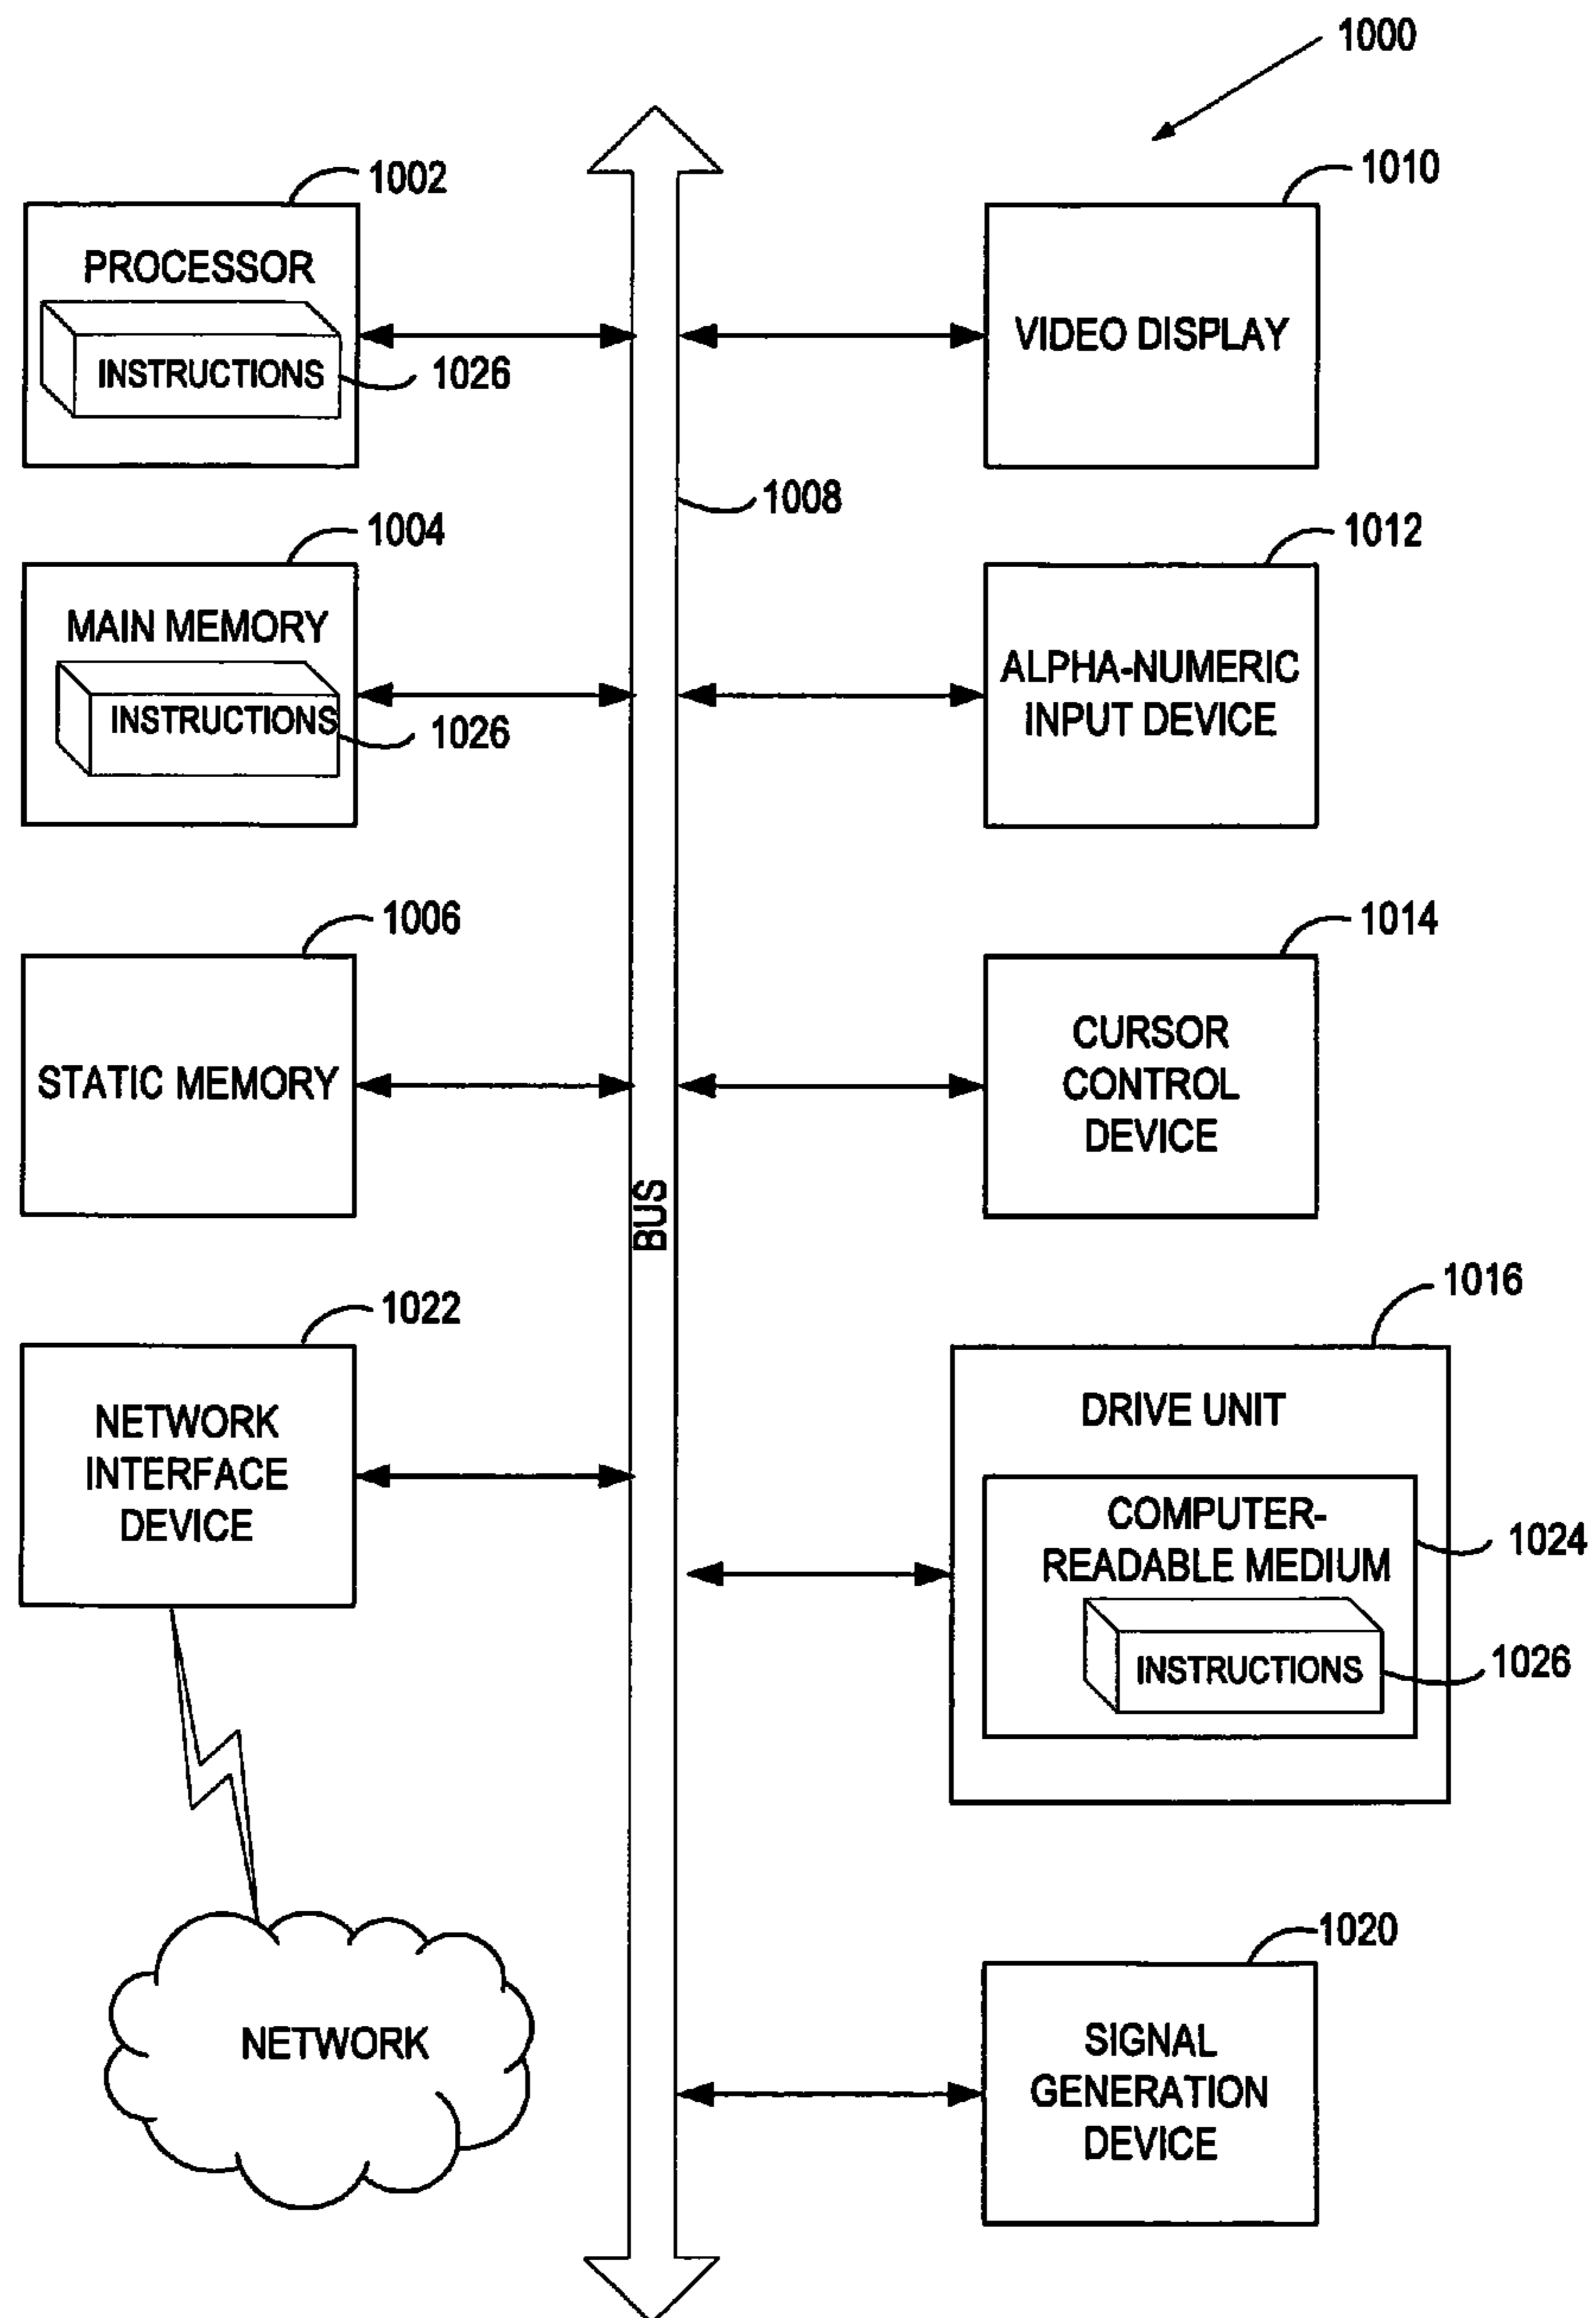 1000
1002
PROCESSOR
INSTRUCTIONS
1026
1010
VIDEO DISPLAY
1008
1004
MAIN MEMORY
INSTRUCTIONS
1026
1012
ALPHA-NUMERIC
INPUT DEVICE
1006
STATIC MEMORY
1014
CURSOR
CONTROL
DEVICE
BUS
1022
NETWORK
INTERFACE
DEVICE
1016
DRIVE UNIT
COMPUTER-
READABLE MEDIUM
1024
INSTRUCTIONS
1026
NETWORK
1020
SIGNAL
GENERATION
DEVICE